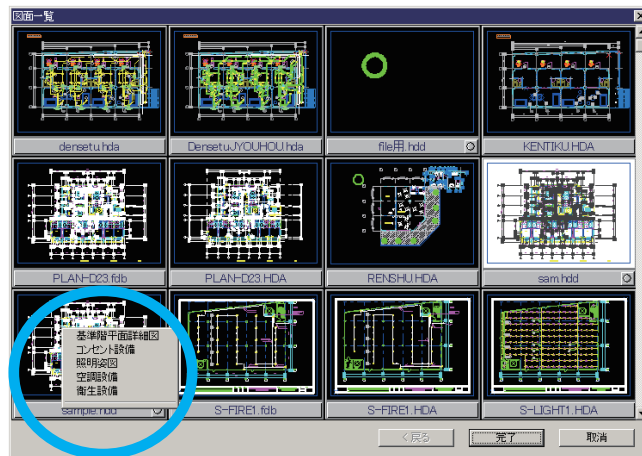 図面一覧
densetu.hda
DensetuJYOUHOU.hda
file用.hdd
KENTIKU.HDA
PLAN-D23.fdb
PLAN-D23.HDA
RENSHU.HDA
sam.hdd
基準階平面詳細図
コンセント設備
照明姿図
空調設備
衛生設備
sample.hdd
S-FIRE1.fdb
S-FIRE1.HDA
S-LIGHT1.HDA
<戻る
完了
取消